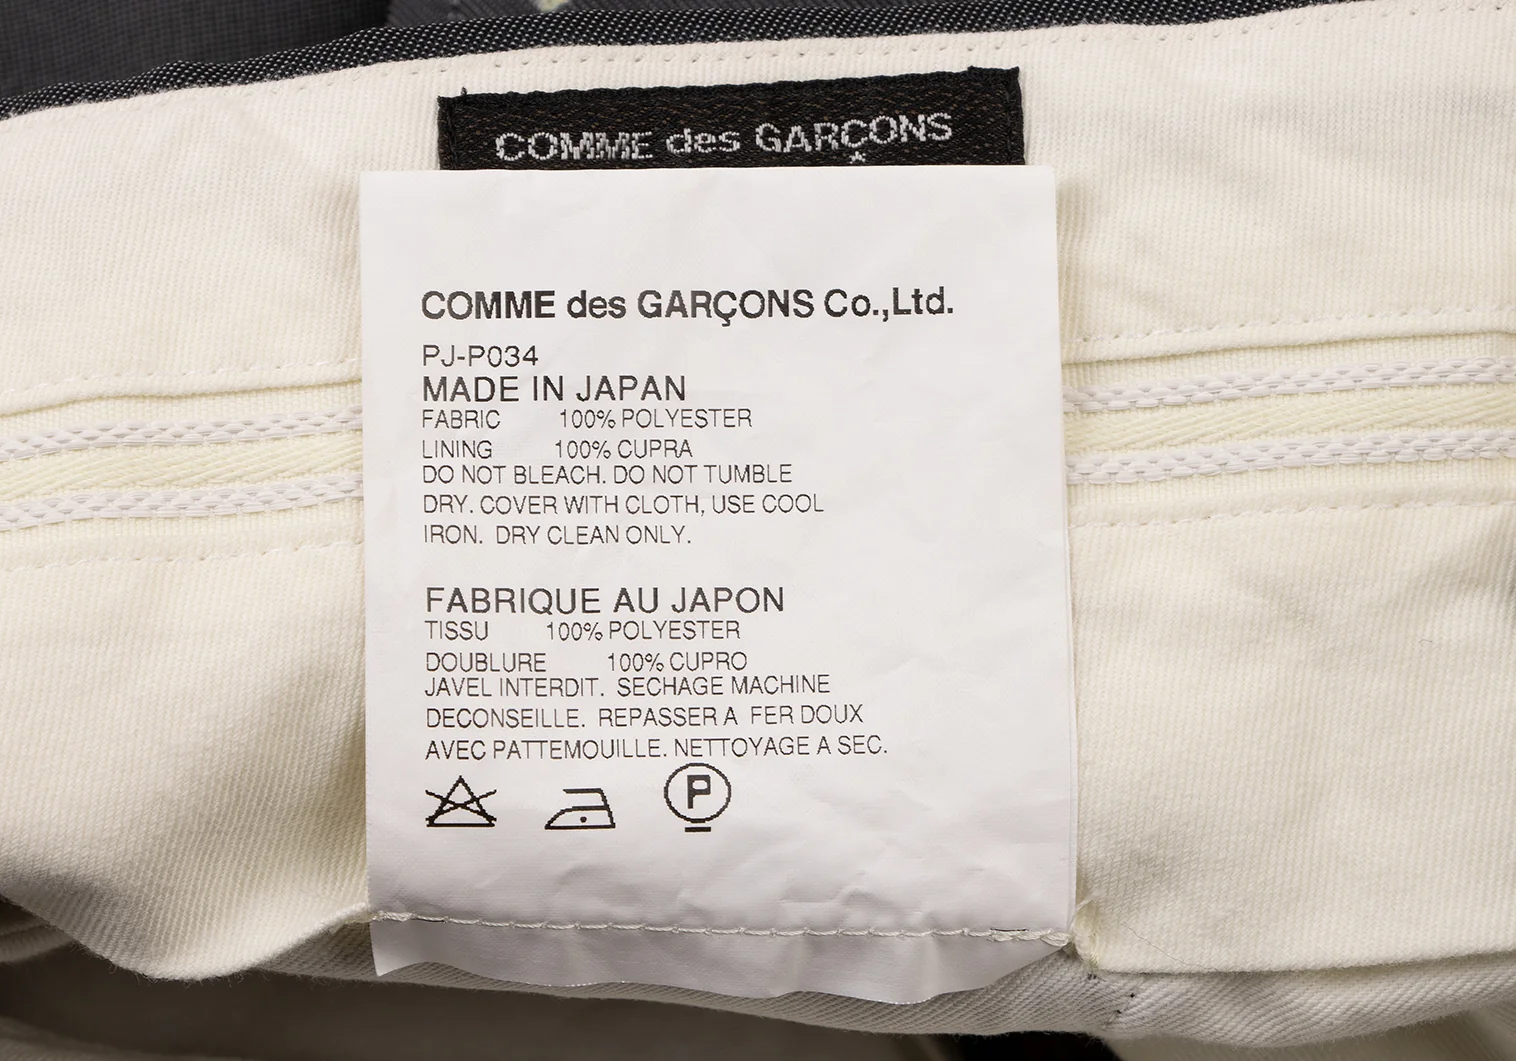 COMME des GARÇONS
COMME des GARÇONS Co.,Ltd.
PJ-P034
MADE IN JAPAN
FABRIC 100% POLYESTER
LINING 100% CUPRA
DO NOT BLEACH. DO NOT TUMBLE
DRY. COVER WITH CLOTH, USE COOL
IRON. DRY CLEAN ONLY.
FABRIQUE AU JAPON
TISSU 100% POLYESTER
DOUBLURE 100% CUPRO
JAVEL INTERDIT. SECHAGE MACHINE
DECONSEILLE. REPASSER A FER DOUX
AVEC PATTEMOUILLE. NETTOYAGE A SEC.
P